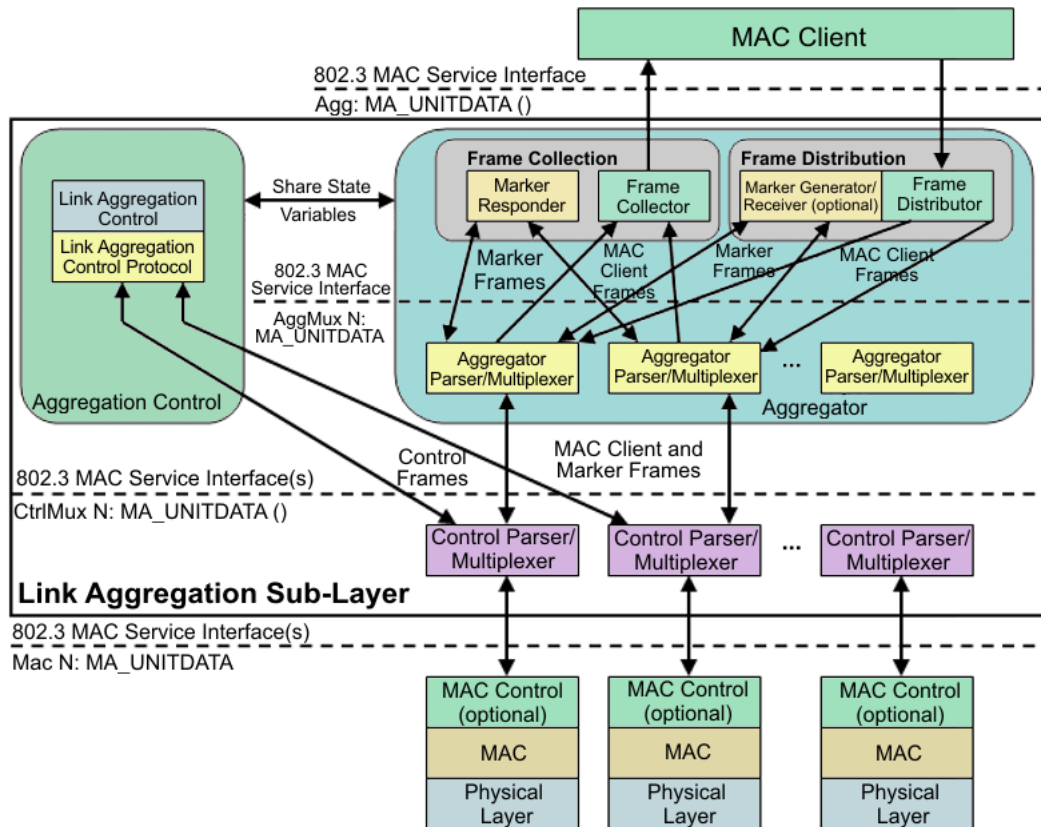 MAC Client
802.3 MAC Service Interface
Agg: MA_UNITDATA ()
Frame Collection
Frame Distribution
Link Aggregation
Control
Link Aggregation
Control Protocol
Share State
Variables
Marker
Responder
Frame
Collector
Marker Generator/
Receiver (optional)
Frame
Distributor
Marker
Frames
MAC
Client
Frames
Marker
Frames
MAC Client
Frames
802.3 MAC
Service Interface
AggMux N:
MA_UNITDATA
Aggregator
Parser/Multiplexer
Aggregator
Parser/Multiplexer
...
Aggregator
Parser/Multiplexer
Aggregation Control
Aggregator
Control
Frames
MAC Client and
Marker Frames
802.3 MAC Service Interface(s)
CtrlMux N: MA_UNITDATA ()
Control Parser/
Multiplexer
Control Parser/
Multiplexer
...
Control Parser/
Multiplexer
Link Aggregation Sub-Layer
802.3 MAC Service Interface(s)
Mac N: MA_UNITDATA
MAC Control
(optional)
MAC Control
(optional)
MAC Control
(optional)
MAC
MAC
MAC
Physical
Layer
Physical
Layer
Physical
Layer